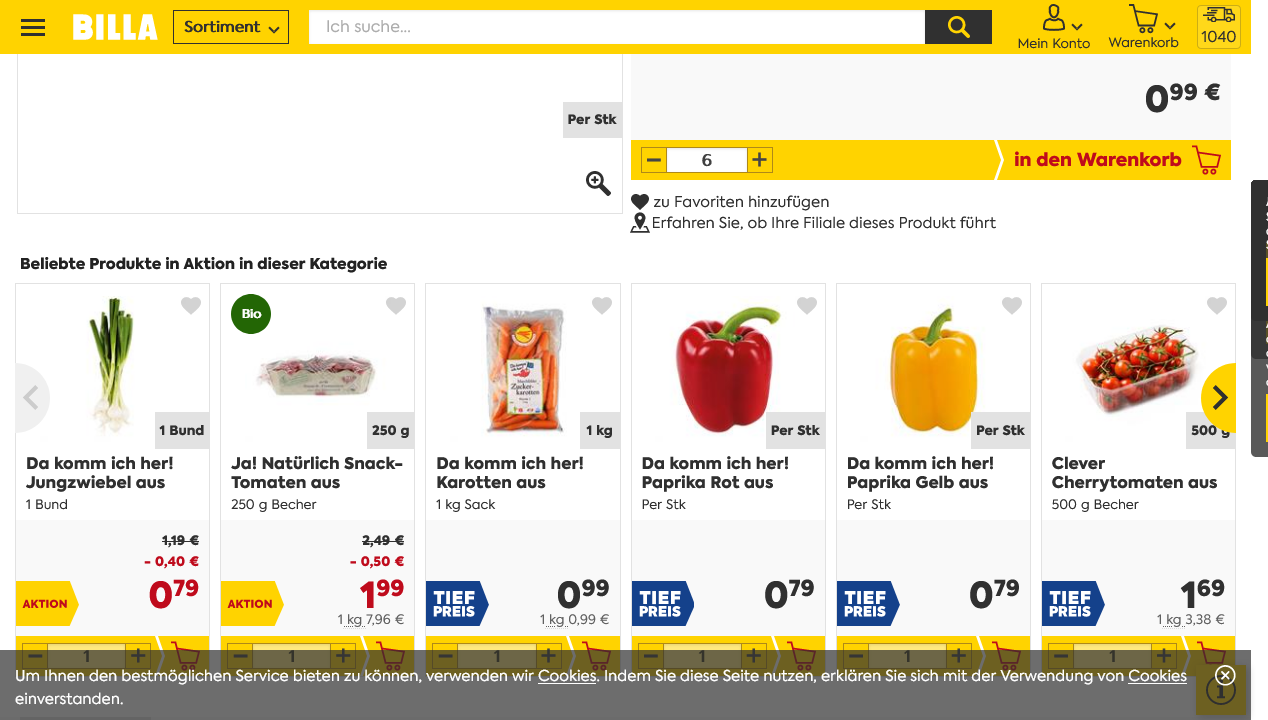 BILLA
Sortiment
Ich suche...
Mein Konto
Warenkorb
1040
Per Stk
0,99 €
6
in den Warenkorb
zu Favoriten hinzufügen
Erfahren Sie, ob Ihre Filiale dieses Produkt führt
Beliebte Produkte in Aktion in dieser Kategorie
1 Bund
Da komm ich her!
Jungzwiebel aus
1 Bund
1,19 €
- 0,40 €
AKTION
0 79
1
Bio
250 g
Ja! Natürlich Snack-
Tomaten aus
250 g Becher
2,49 €
- 0,50 €
AKTION
1 99
1 kg 7,96 €
1
1 kg
Da komm ich her!
Karotten aus
1 kg Sack
TIEF
PREIS
0 99
1 kg 0,99 €
1
Per Stk
Da komm ich her!
Paprika Rot aus
Per Stk
TIEF
PREIS
0 79
1
Per Stk
Da komm ich her!
Paprika Gelb aus
Per Stk
TIEF
PREIS
0 79
1
500 g
Clever
Cherrytomaten aus
500 g Becher
TIEF
PREIS
1 69
1 kg 3,38 €
1
Um Ihnen den bestmöglichen Service bieten zu können, verwenden wir Cookies. Indem Sie diese Seite nutzen, erklären Sie sich mit der Verwendung von Cookies
einverstanden.